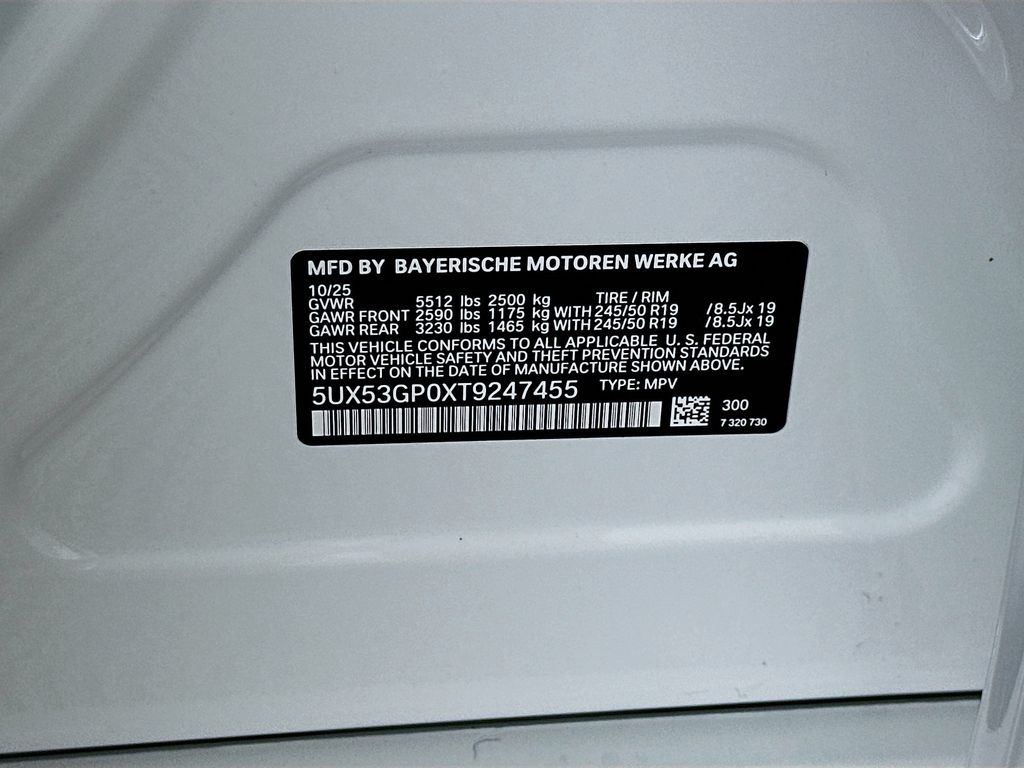 MFD BY BAYERISCHE MOTOREN WERKE AG
10/25
GVWR 5512 lbs 2500 kg TIRE / RIM
GAWR FRONT 2590 lbs 1175 kg WITH 245/50 R19 /8.5Jx 19
GAWR REAR 3230 lbs 1465 kg WITH 245/50 R19 /8.5Jx 19
THIS VEHICLE CONFORMS TO ALL APPLICABLE U. S. FEDERAL
MOTOR VEHICLE SAFETY AND THEFT PREVENTION STANDARDS
IN EFFECT ON THE DATE OF MANUFACTURE SHOWN ABOVE.
5UX53GP0XT9247455 TYPE: MPV
300
7 320 730